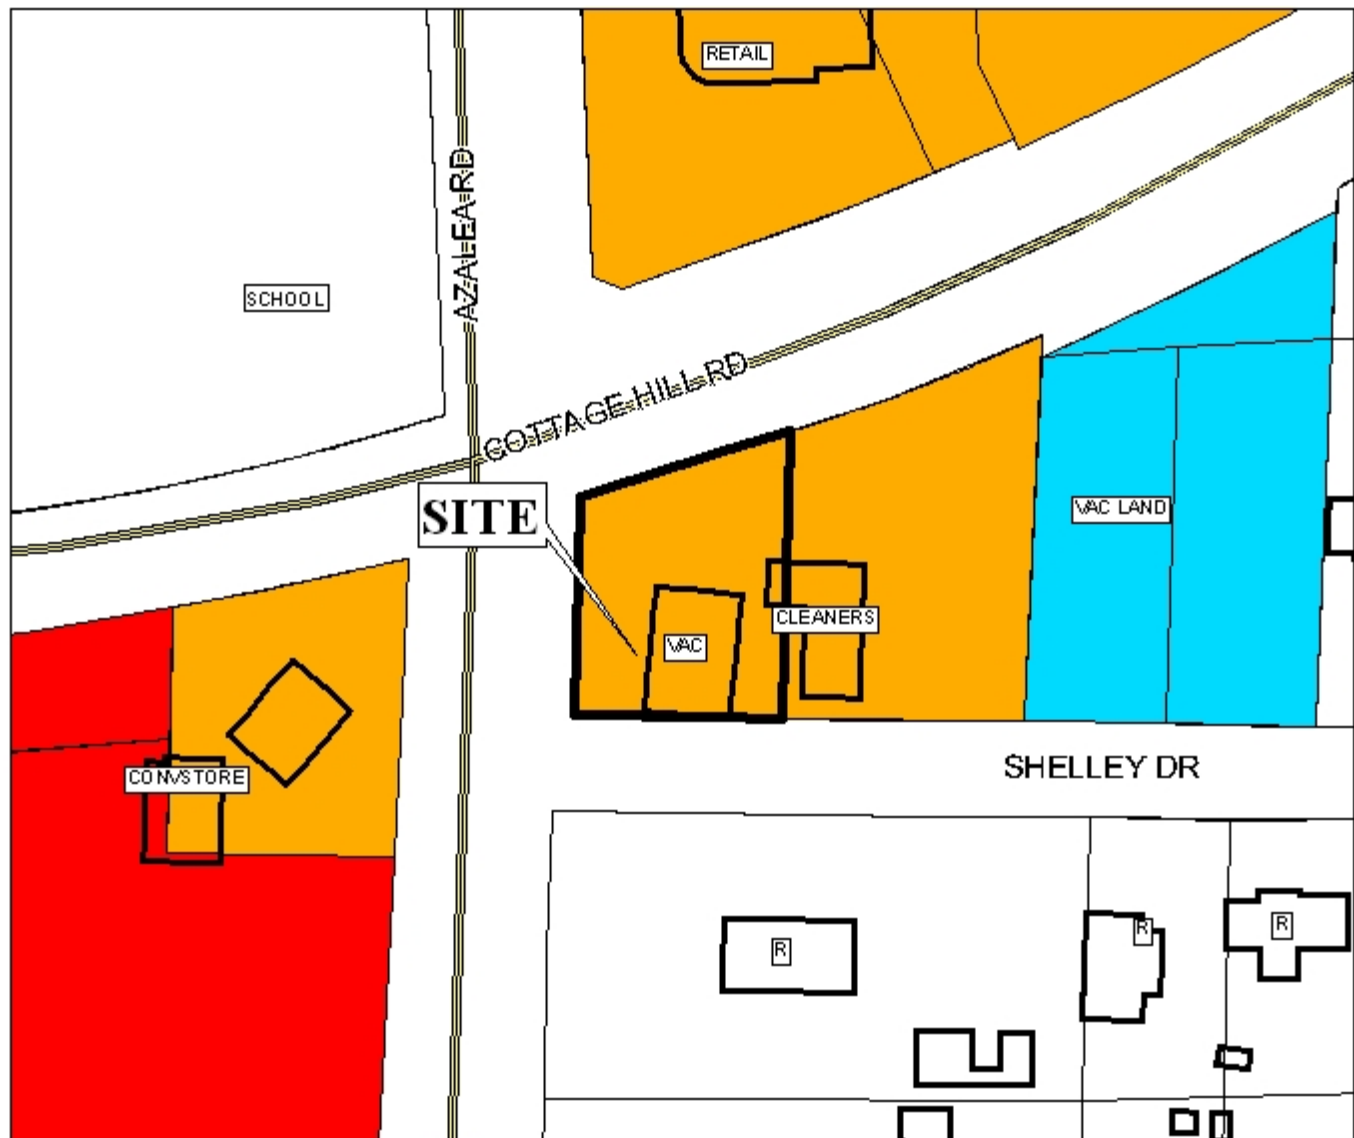 RETAIL
AZALEA RD
SCHOOL
COTTAGE HILL RD
SITE
VAC LAND
CLEANERS
VAC
SHELLEY DR
CONVSTORE
R
R
R